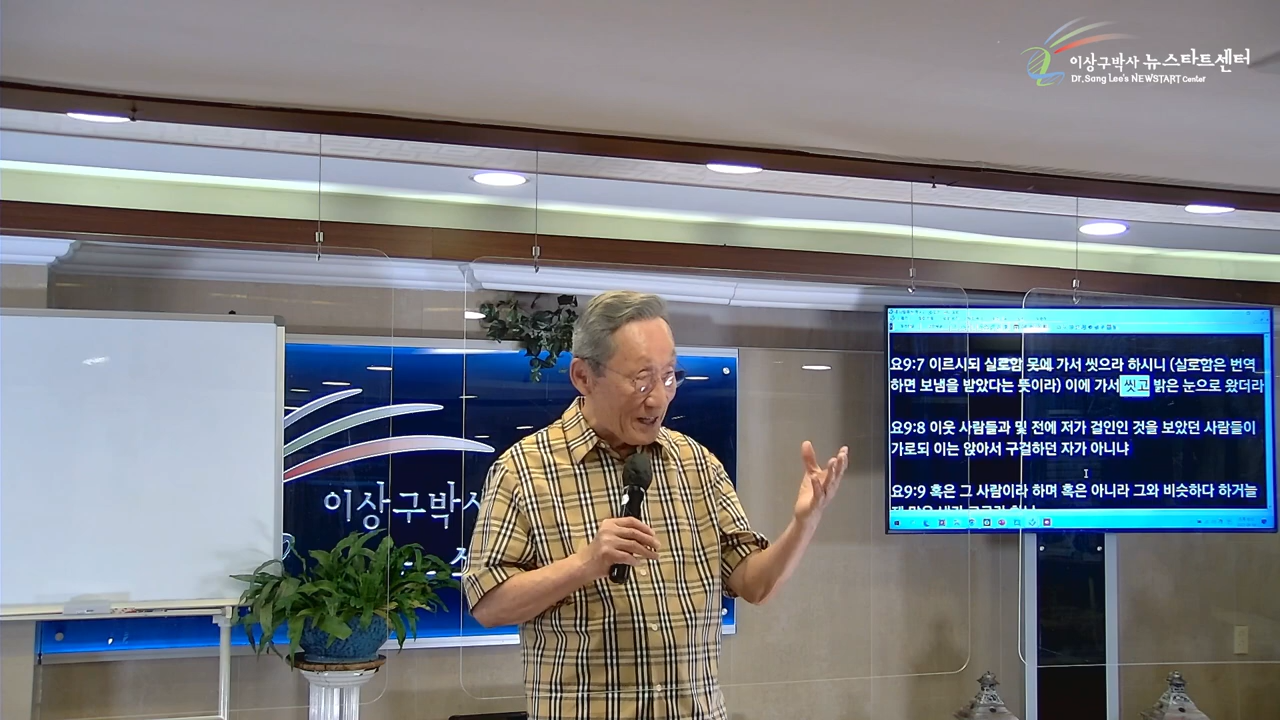 이상구박사 뉴스타트센터
Dr. Sang Lee's NEWSTART Center
요9:7 이르시되 실로암 못에 가서 씻으라 하시니 (실로암은 번역
하면 보냄을 받았다는 뜻이라) 이에 가서 씻고 밝은 눈으로 왔더라
요9:8 이웃 사람들과 및 전에 저가 걸인인 것을 보았던 사람들이
가로되 이는 앉아서 구걸하던 자가 아니냐
요9:9 혹은 그 사람이라 하며 혹은 아니라 그와 비슷하다 하거늘
이상구박사